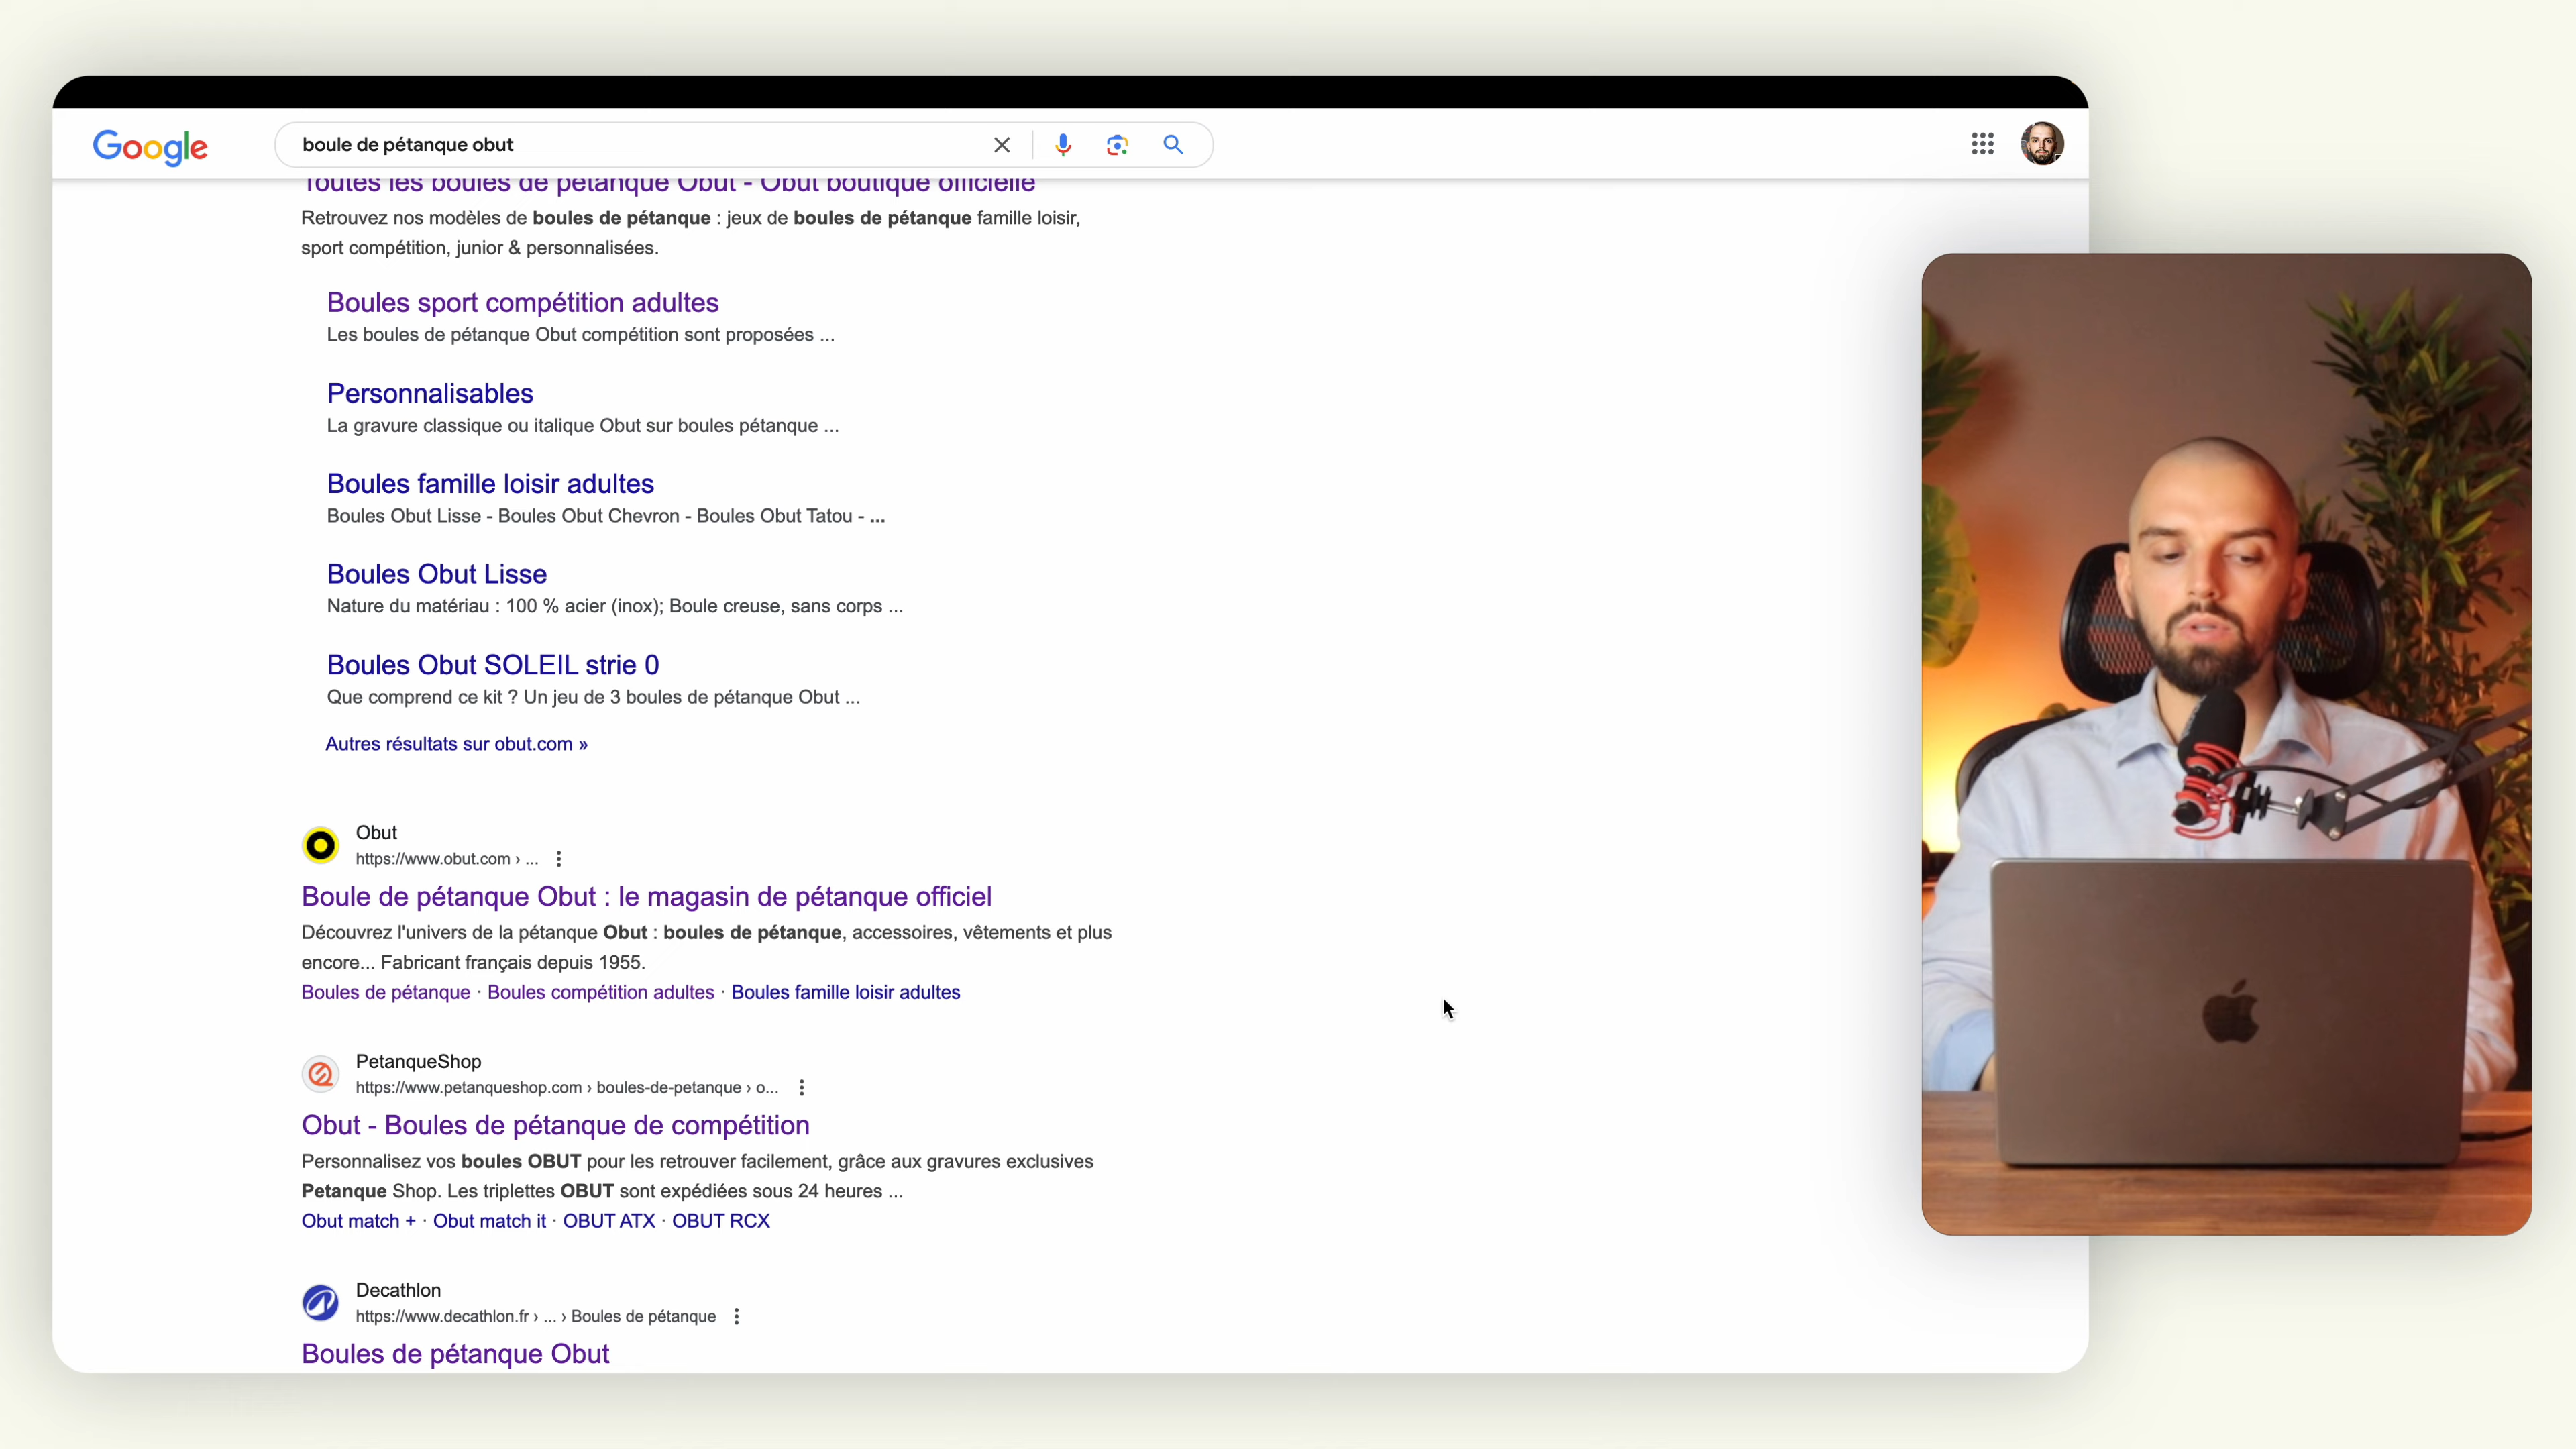 Google
boule de pétanque obut
Toutes les boules de pétanque Obut - Obut boutique officielle
Retrouvez nos modèles de boules de pétanque : jeux de boules de pétanque famille loisir,
sport compétition, junior & personnalisées.
Boules sport compétition adultes
Les boules de pétanque Obut compétition sont proposées ...
Personnalisables
La gravure classique ou italique Obut sur boules pétanque ...
Boules famille loisir adultes
Boules Obut Lisse - Boules Obut Chevron - Boules Obut Tatou - ...
Boules Obut Lisse
Nature du matériau : 100 % acier (inox); Boule creuse, sans corps ...
Boules Obut SOLEIL strie 0
Que comprend ce kit ? Un jeu de 3 boules de pétanque Obut ...
Autres résultats sur obut.com »
Obut
https://www.obut.com › ...
Boule de pétanque Obut : le magasin de pétanque officiel
Découvrez l'univers de la pétanque Obut : boules de pétanque, accessoires, vêtements et plus
encore... Fabricant français depuis 1955.
Boules de pétanque · Boules compétition adultes · Boules famille loisir adultes
PetanqueShop
https://www.petanqueshop.com › boules-de-petanque › o...
Obut - Boules de pétanque de compétition
Personnalisez vos boules OBUT pour les retrouver facilement, grâce aux gravures exclusives
Petanque Shop. Les triplettes OBUT sont expédiées sous 24 heures ...
Obut match + · Obut match it · OBUT ATX · OBUT RCX
Decathlon
https://www.decathlon.fr › ... › Boules de pétanque
Boules de pétanque Obut